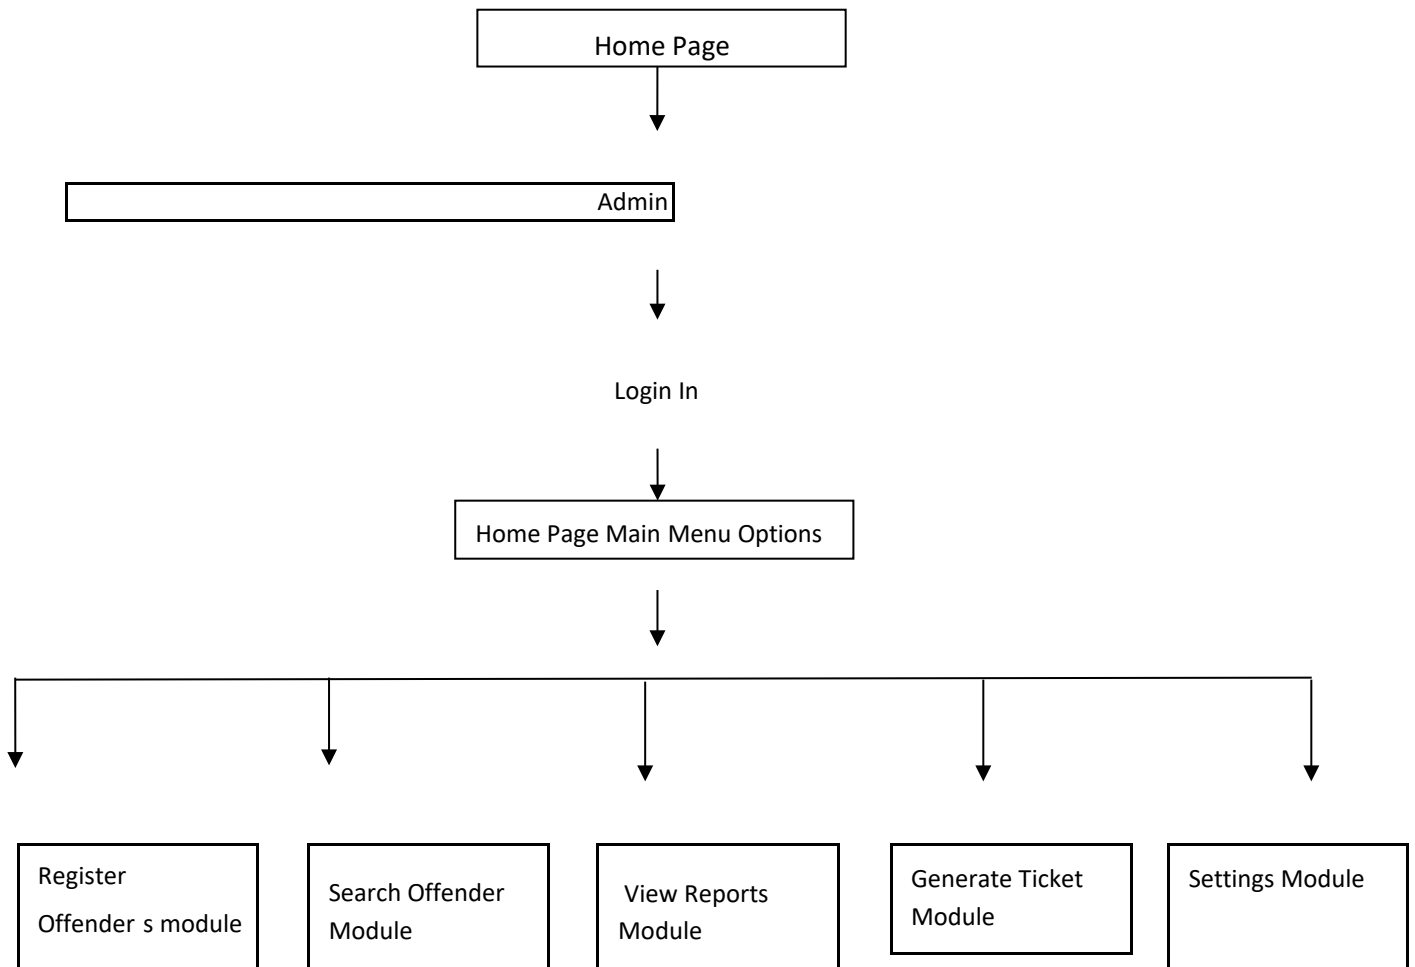 Home Page
Admin
Login In
Home Page Main Menu Options
Register
Offender s module
Search Offender
Module
View Reports
Module
Generate Ticket
Module
Settings Module